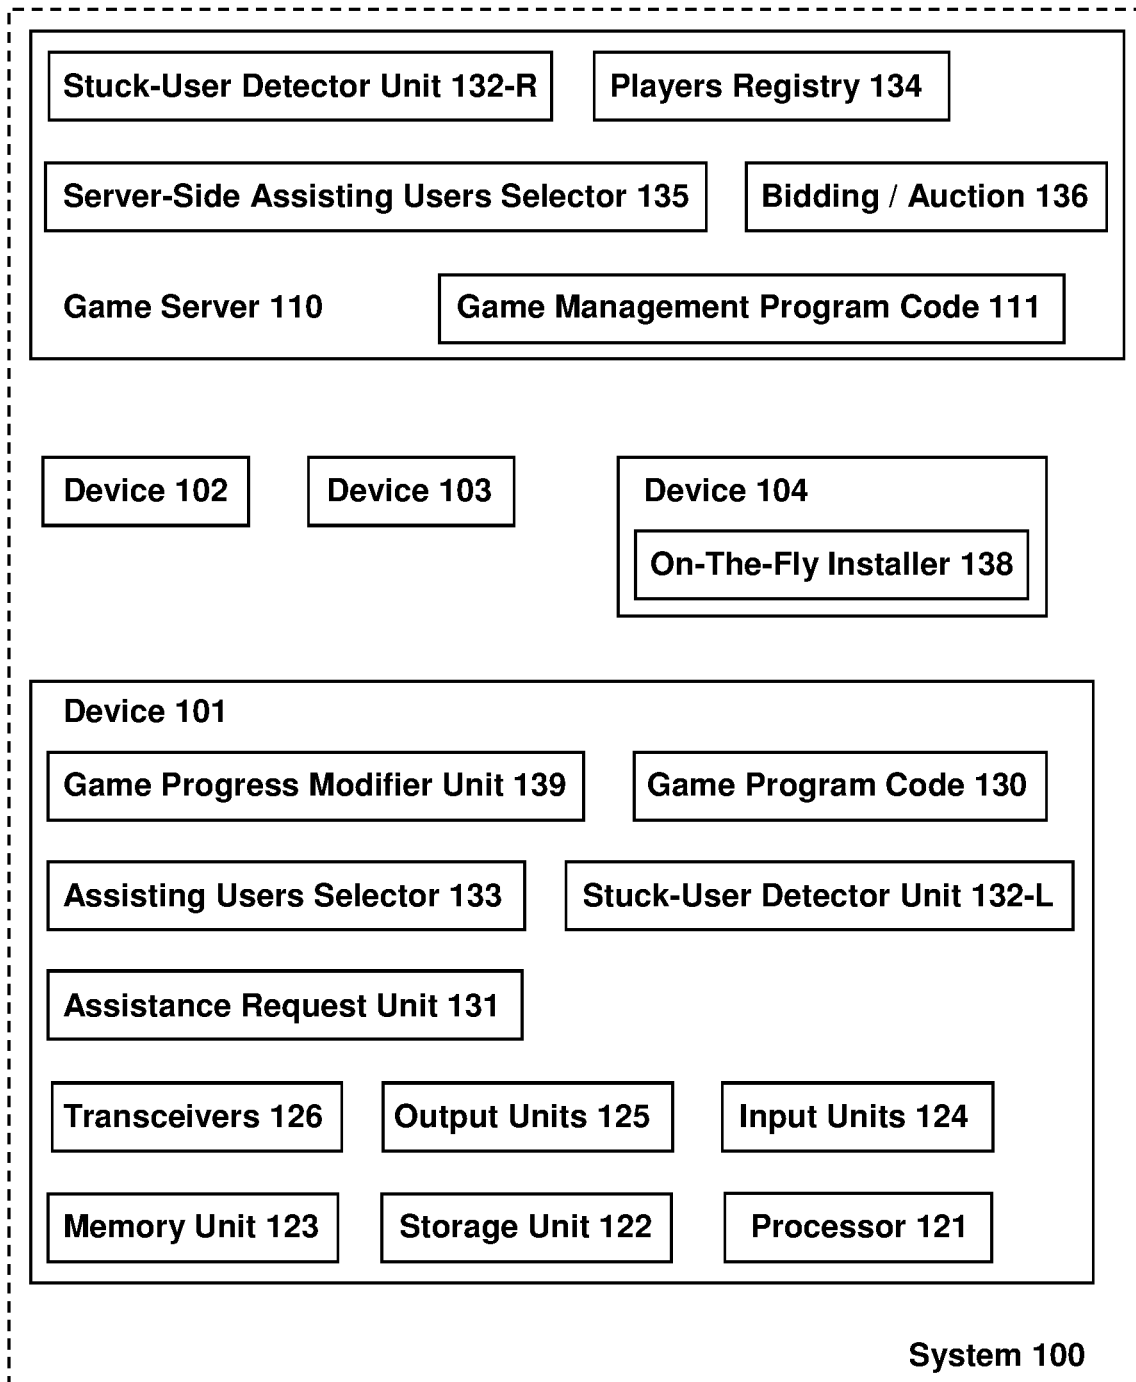 Stuck-User Detector Unit 132-R
Players Registry 134
Server-Side Assisting Users Selector 135
Bidding / Auction 136
Game Server 110
Game Management Program Code 111
Device 102
Device 103
Device 104
On-The-Fly Installer 138
Device 101
Game Progress Modifier Unit 139
Game Program Code 130
Assisting Users Selector 133
Stuck-User Detector Unit 132-L
Assistance Request Unit 131
Transceivers 126
Output Units 125
Input Units 124
Memory Unit 123
Storage Unit 122
Processor 121
System 100